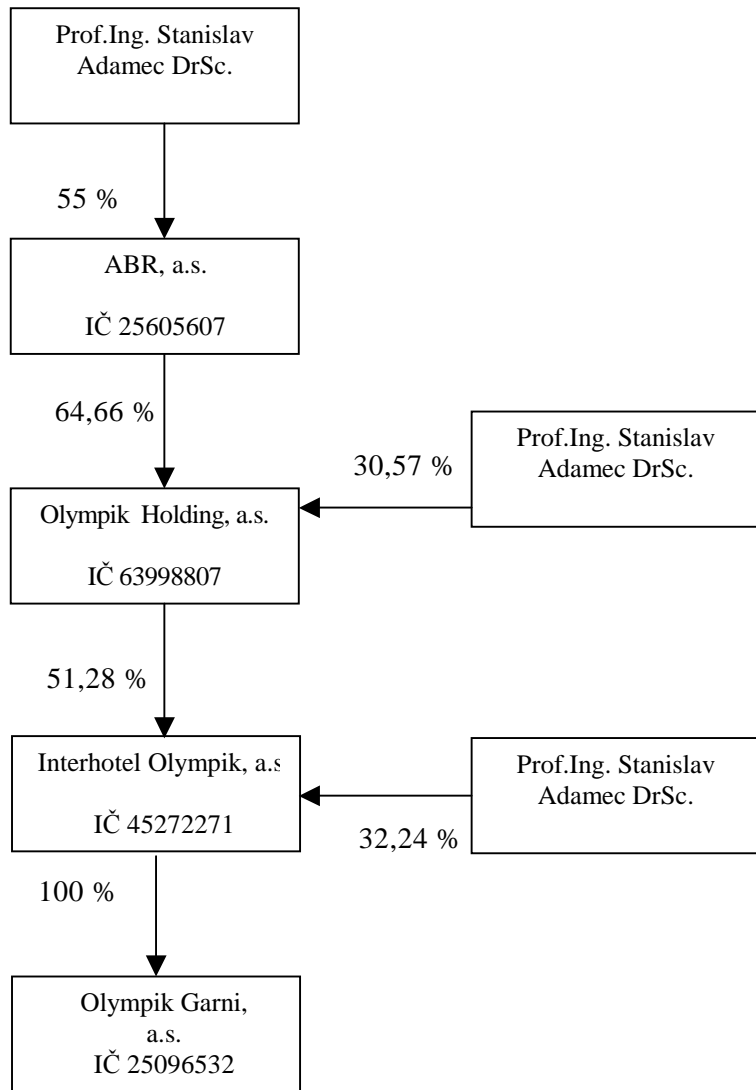 Prof.Ing. Stanislav
Adamec DrSc.
55 %
ABR, a.s.
IČ 25605607
64,66 %
Prof.Ing. Stanislav
Adamec DrSc.
30,57 %
Olympik Holding, a.s.
IČ 63998807
51,28 %
Interhotel Olympik, a.s
IČ 45272271
Prof.Ing. Stanislav
Adamec DrSc.
32,24 %
100 %
Olympik Garni,
a.s.
IČ 25096532